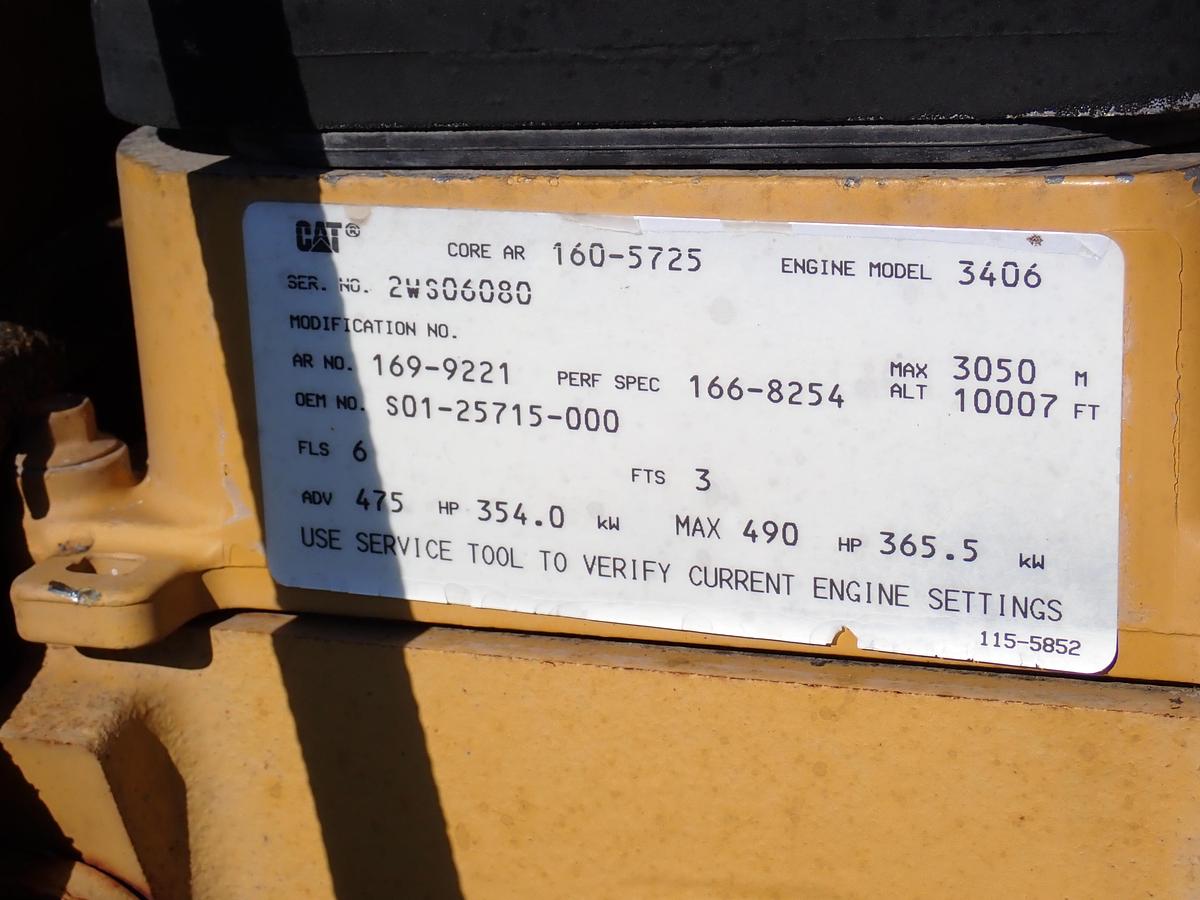 CAT® CORE AR 160-5725 ENGINE MODEL 3406
SER. NO. 2WS06080
MODIFICATION NO.
AR NO. 169-9221 PERF SPEC 166-8254 MAX ALT 3050 M 10007 FT
OEM NO. S01-25715-000
FLS 6 FTS 3
ADV 475 HP 354.0 kW MAX 490 HP 365.5 kW
USE SERVICE TOOL TO VERIFY CURRENT ENGINE SETTINGS
115-5852